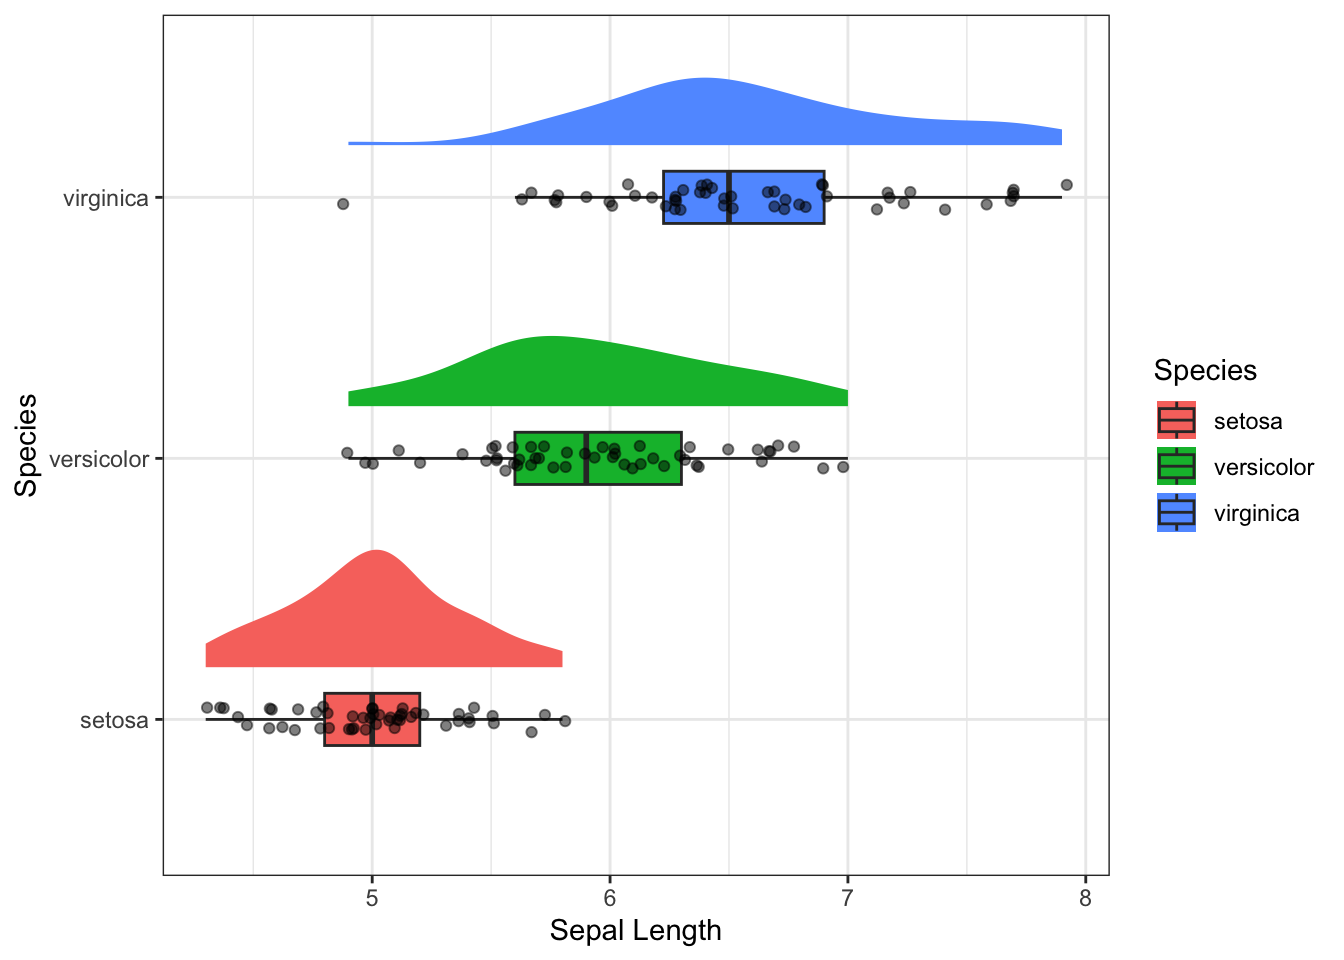 virginica
versicolor
setosa
Species
5 6 7 8
Sepal Length
Species
setosa
versicolor
virginica